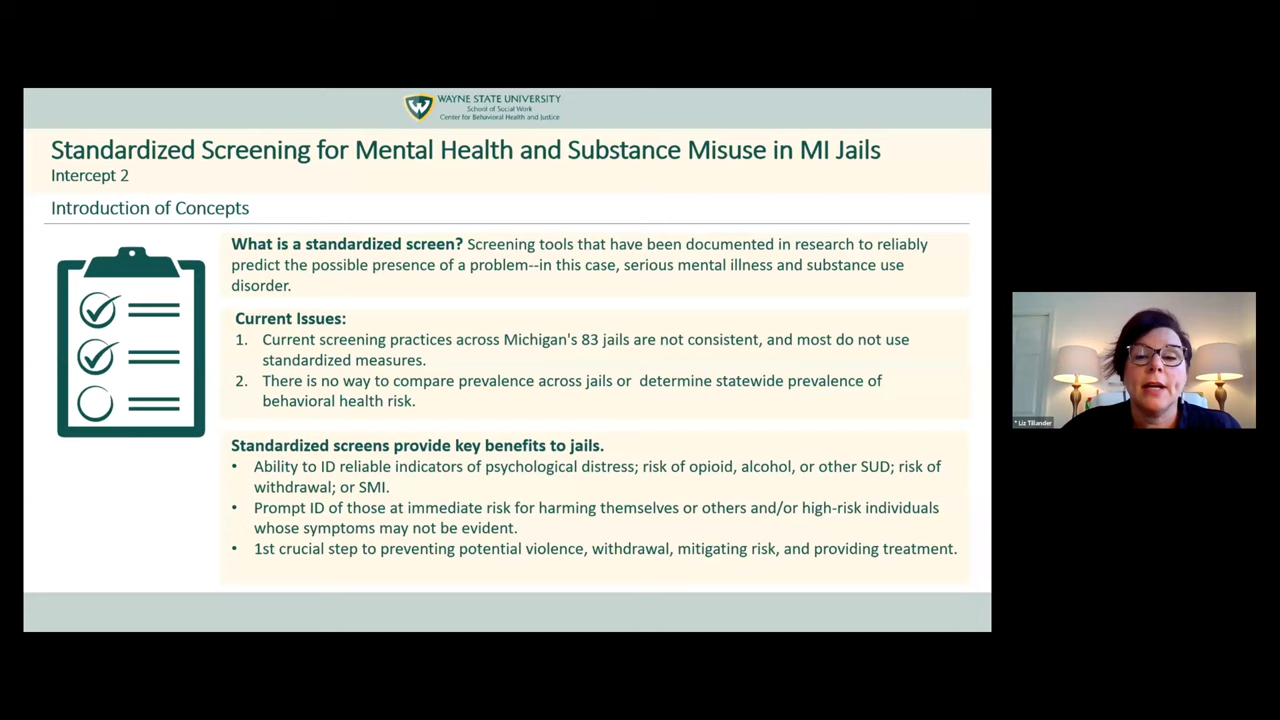 WAYNE STATE UNIVERSITY
School of Social Work
Center for Behavioral Health and Justice
Standardized Screening for Mental Health and Substance Misuse in MI Jails
Intercept 2
Introduction of Concepts
What is a standardized screen? Screening tools that have been documented in research to reliably
predict the possible presence of a problem--in this case, serious mental illness and substance use
disorder.
Current Issues:
1. Current screening practices across Michigan's 83 jails are not consistent, and most do not use
standardized measures.
2. There is no way to compare prevalence across jails or  determine statewide prevalence of
behavioral health risk.
Standardized screens provide key benefits to jails.
• Ability to ID reliable indicators of psychological distress; risk of opioid, alcohol, or other SUD; risk of
withdrawal; or SMI.
• Prompt ID of those at immediate risk for harming themselves or others and/or high-risk individuals
whose symptoms may not be evident.
• 1st crucial step to preventing potential violence, withdrawal, mitigating risk, and providing treatment.
* Liz Tillander